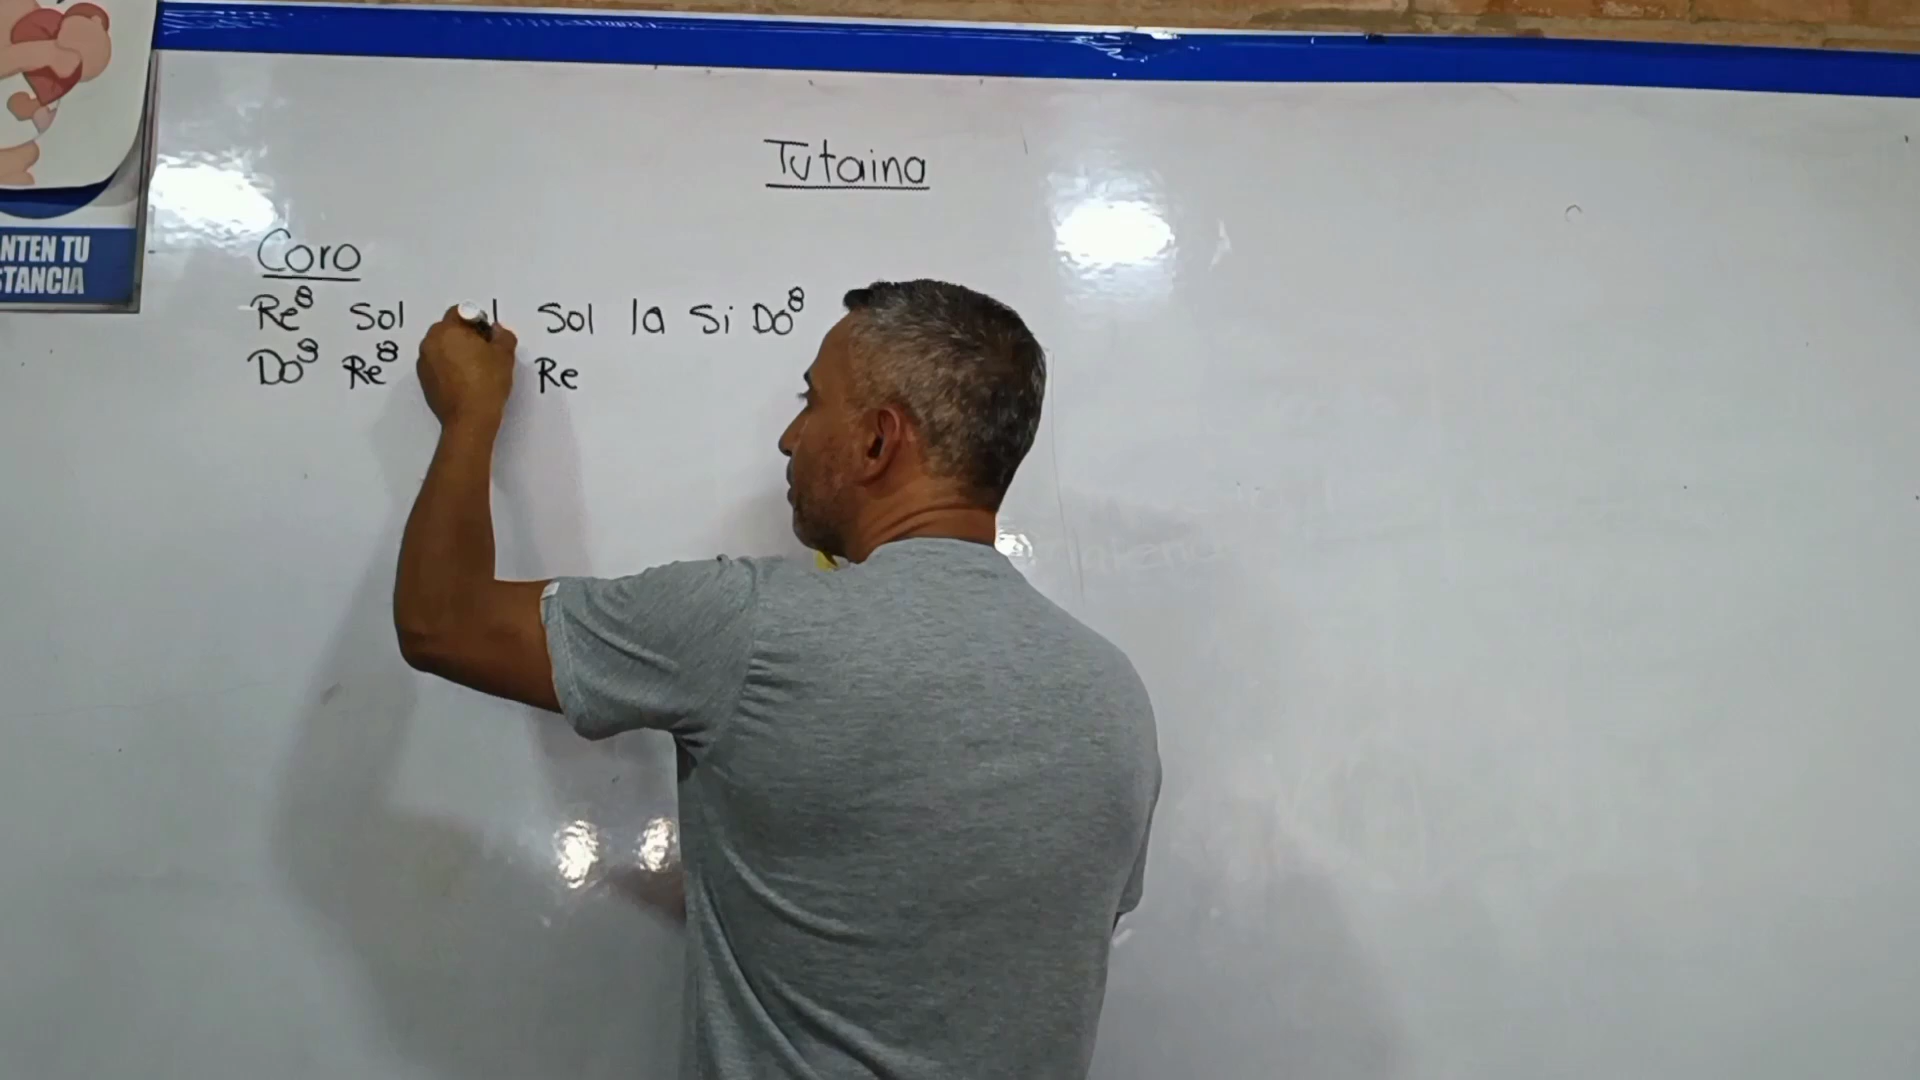 Tutaina
Coro
Re⁸ Sol Sol la Si Do⁸
Do⁸ Re⁸ Re
NTEN TU
STANCIA